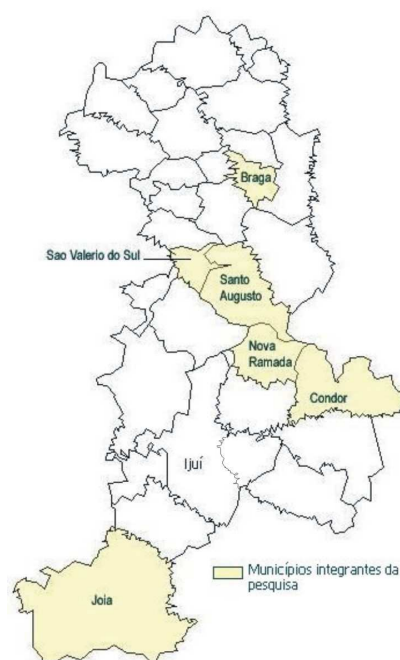 Braga
Sao Valerio do Sul
Santo
Augusto
Nova
Ramada
Condor
Ijuí
Municípios integrantes da
pesquisa
Joia